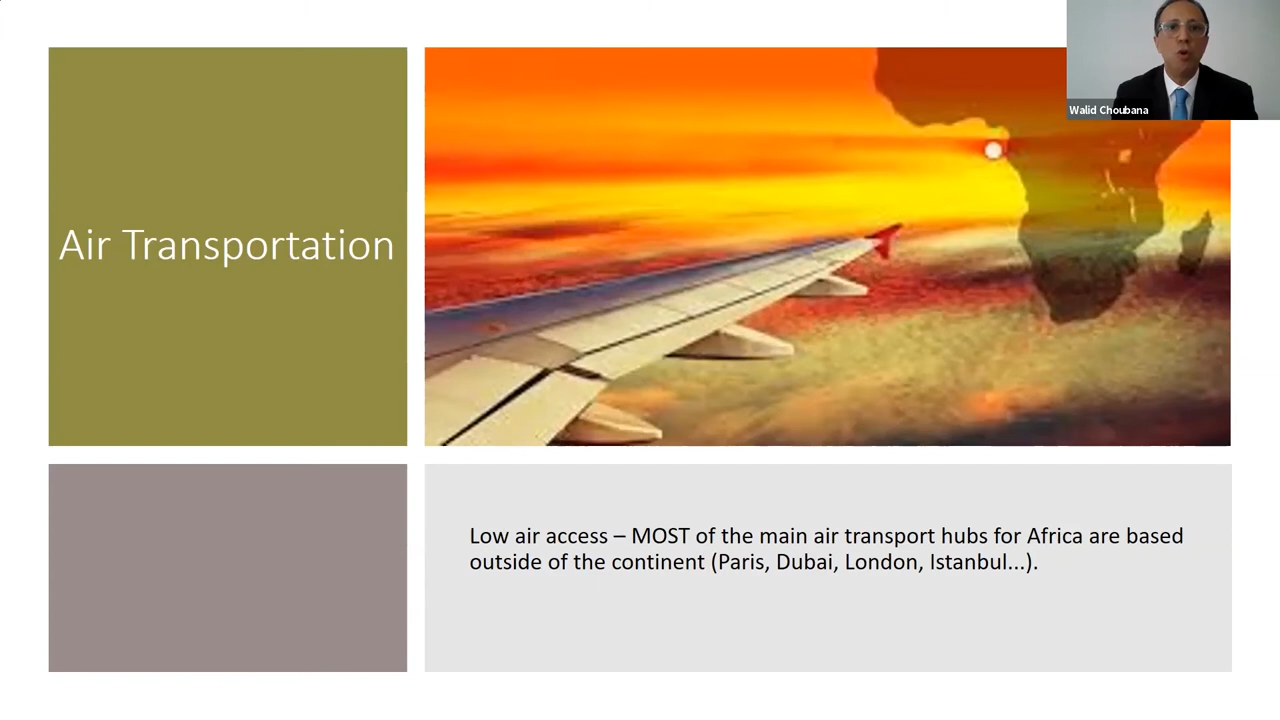 Walid Choubana
Air Transportation
Low air access – MOST of the main air transport hubs for Africa are based
outside of the continent (Paris, Dubai, London, Istanbul...).